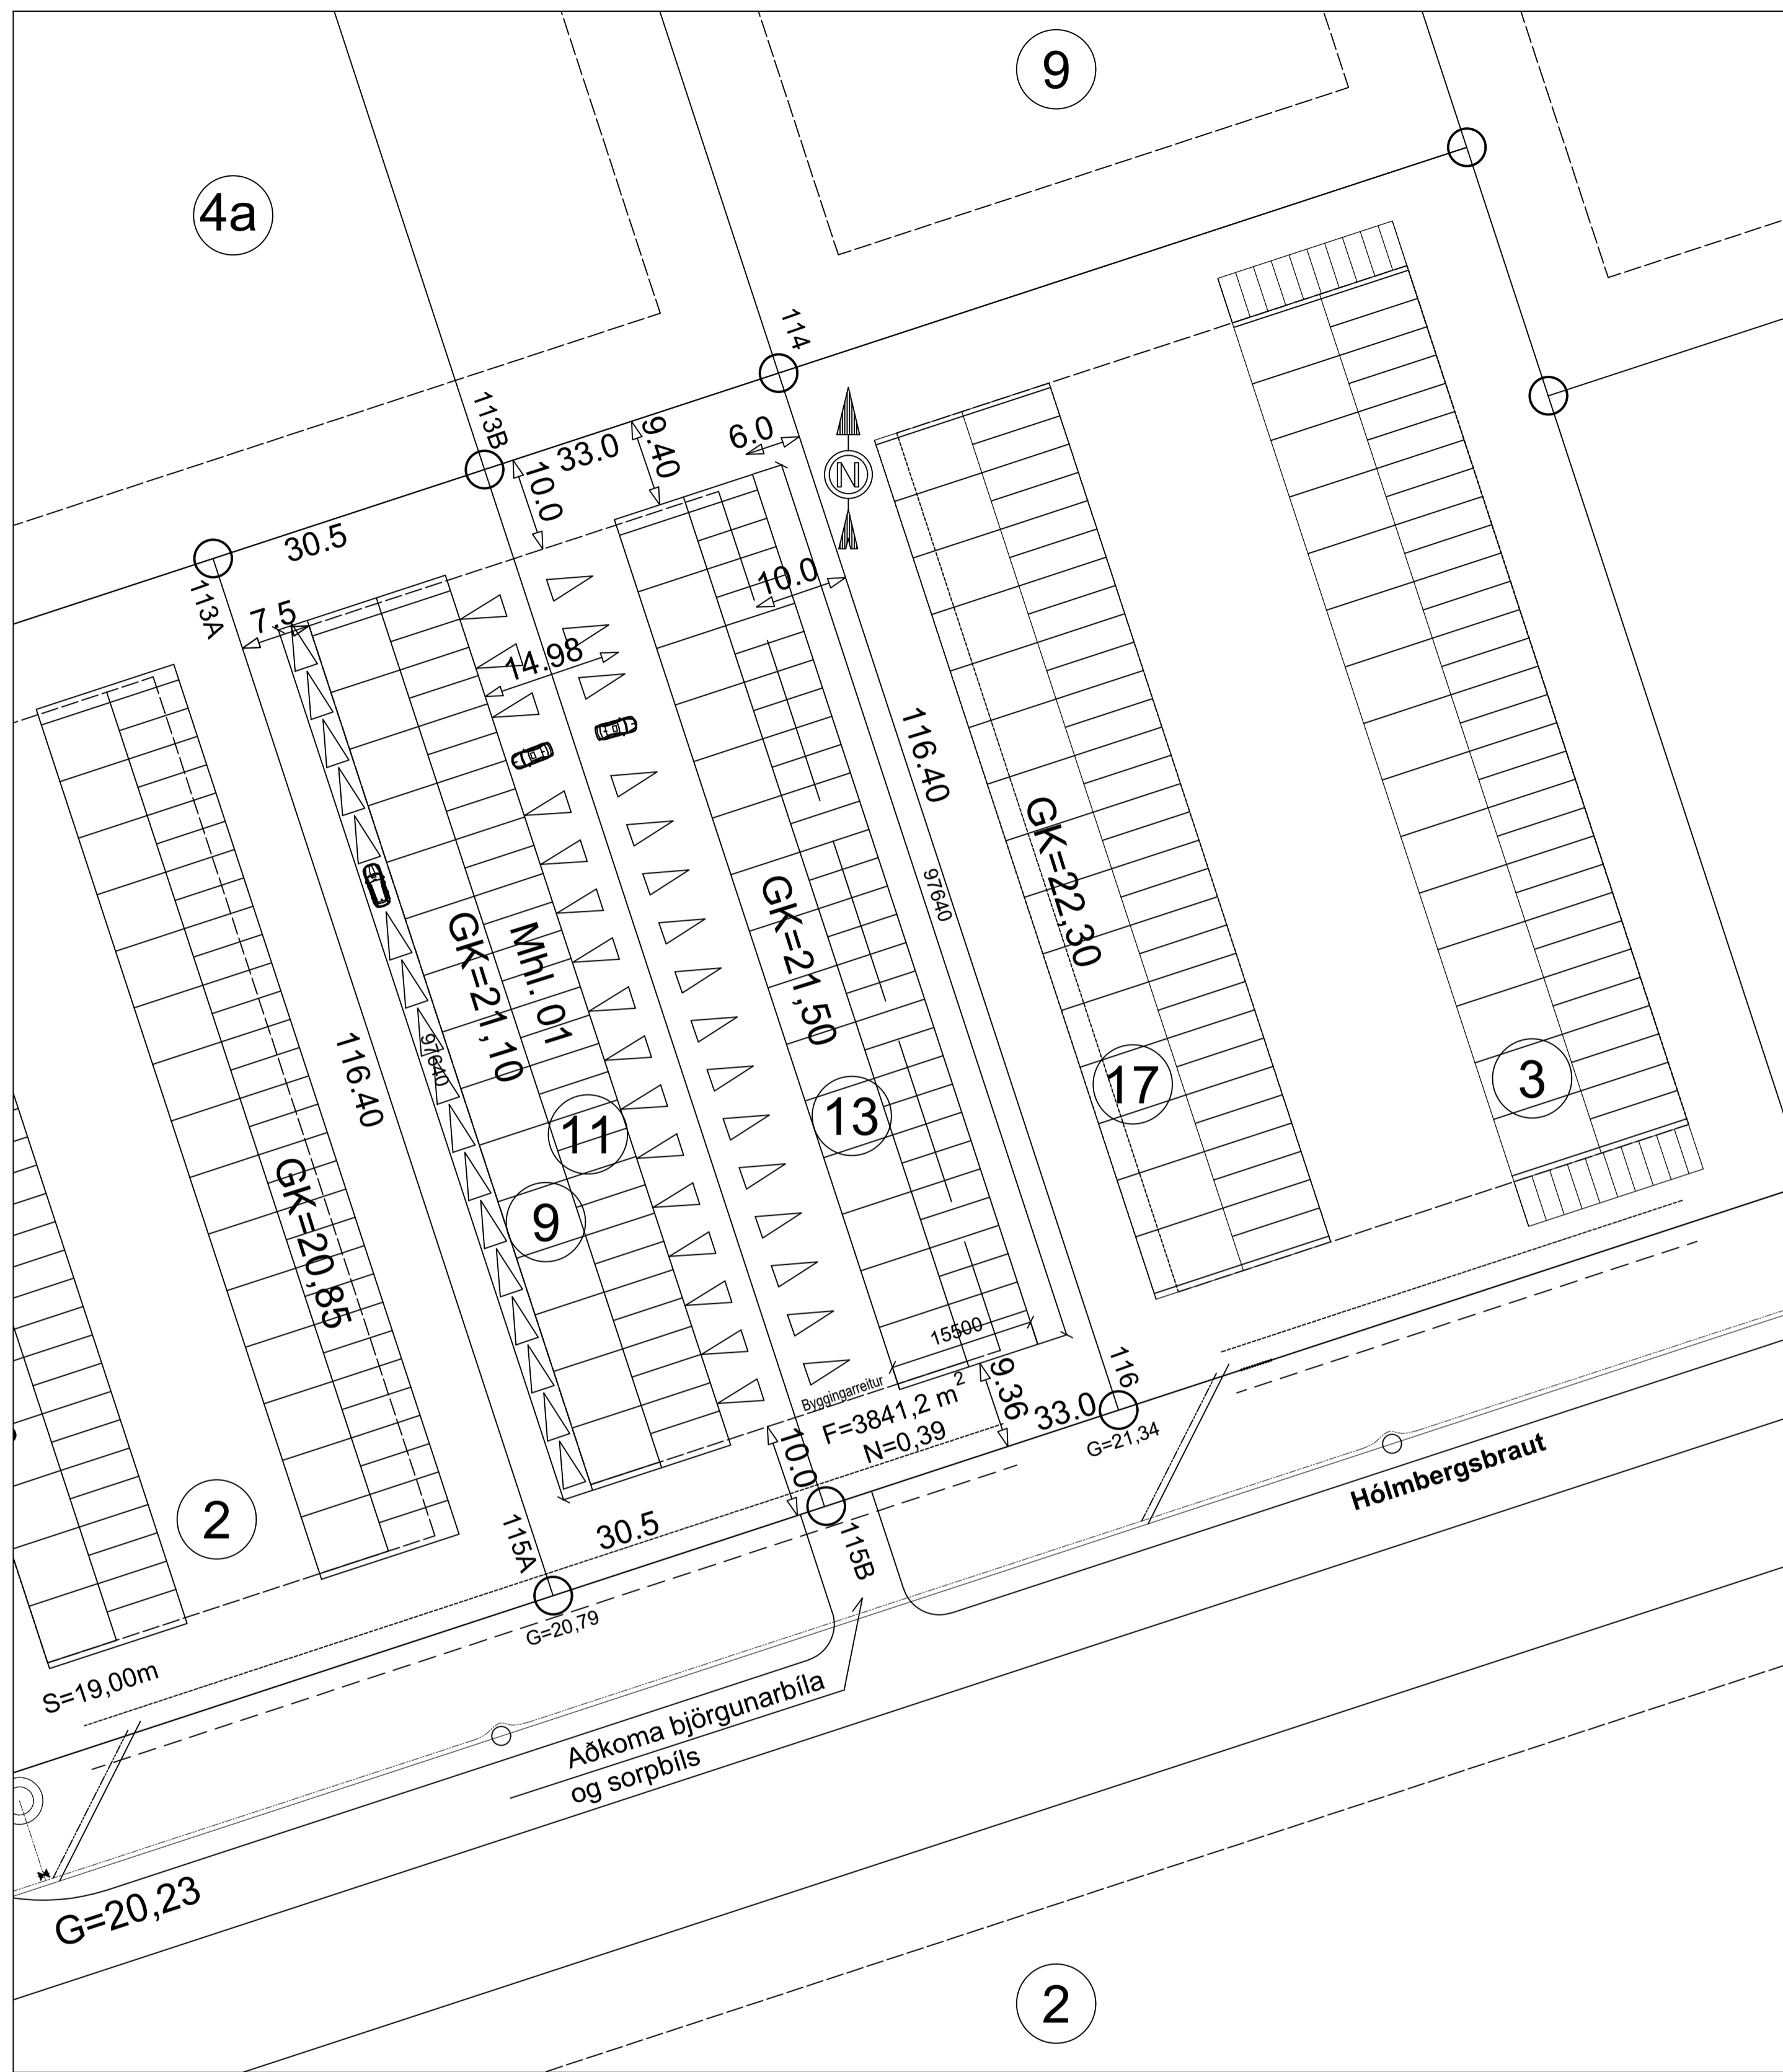 9
4a
114
113B
33.0
9.40
6.0
N
10.0
30.5
113A
7.5
10.0
14.98
116.40
GK=22,30
97640
GK=21,50
Mhl. 01
GK=21,10
116.40
97640
11
13
17
3
9
GK=20,85
15500
116
Byggingarreitur
F=3841,2 m2
N=0,39
9.36
33.0
G=21,34
10.0
Hólmbergsbraut
2
30.5
115A
115B
G=20,79
S=19,00m
Aðkoma björgunarbíla
og sorpbíls
G=20,23
2